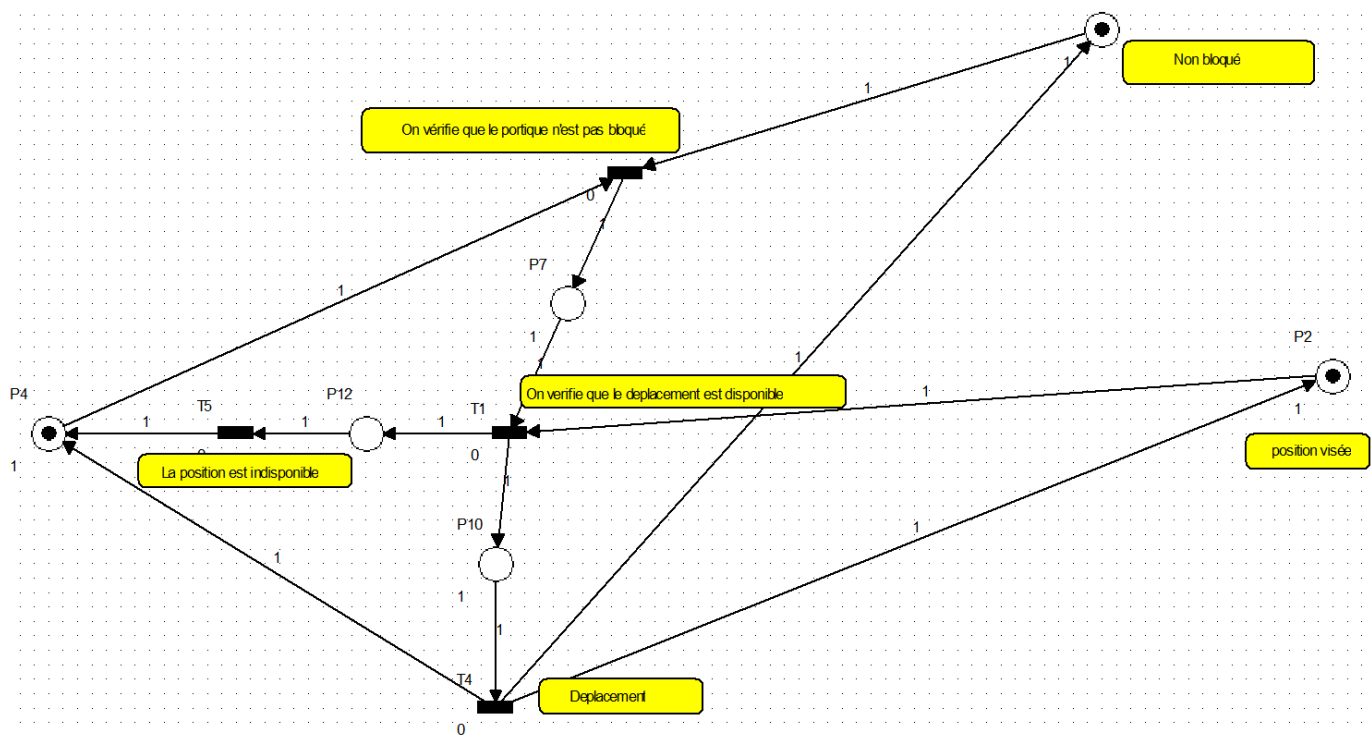 1
Non bloqué
1
On vérifie que le portique n'est pas bloqué
0
1
P7
1
1
1
1
P2
P4
T5
P12
T1
On verifie que le deplacement est disponible
1
1
1
1
1
1
0
La position est indisponible
position visée
1
P10
1
1
1
1
T4
Deplacement
0